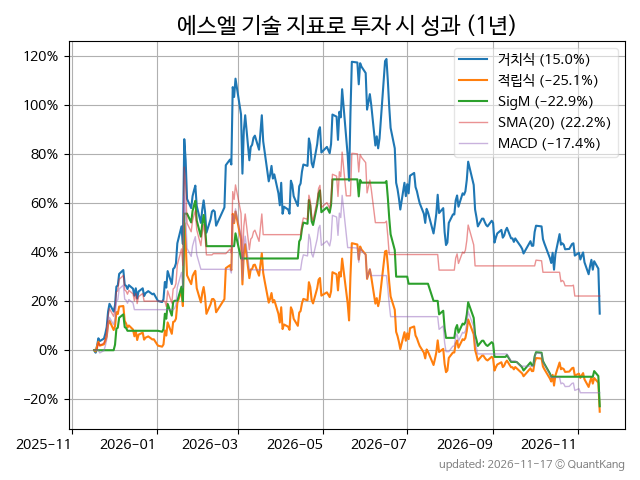 에스엘 기술 지표로 투자 시 성과 (1년)
거치식 (15.0%)
적립식 (−25.1%)
SigM (−22.9%)
SMA(20) (22.2%)
MACD (−17.4%)
120%
100%
80%
60%
40%
20%
0%
−20%
2025-11
2026-01
2026-03
2026-05
2026-07
2026-09
2026-11
updated: 2026-11-17 © QuantKang